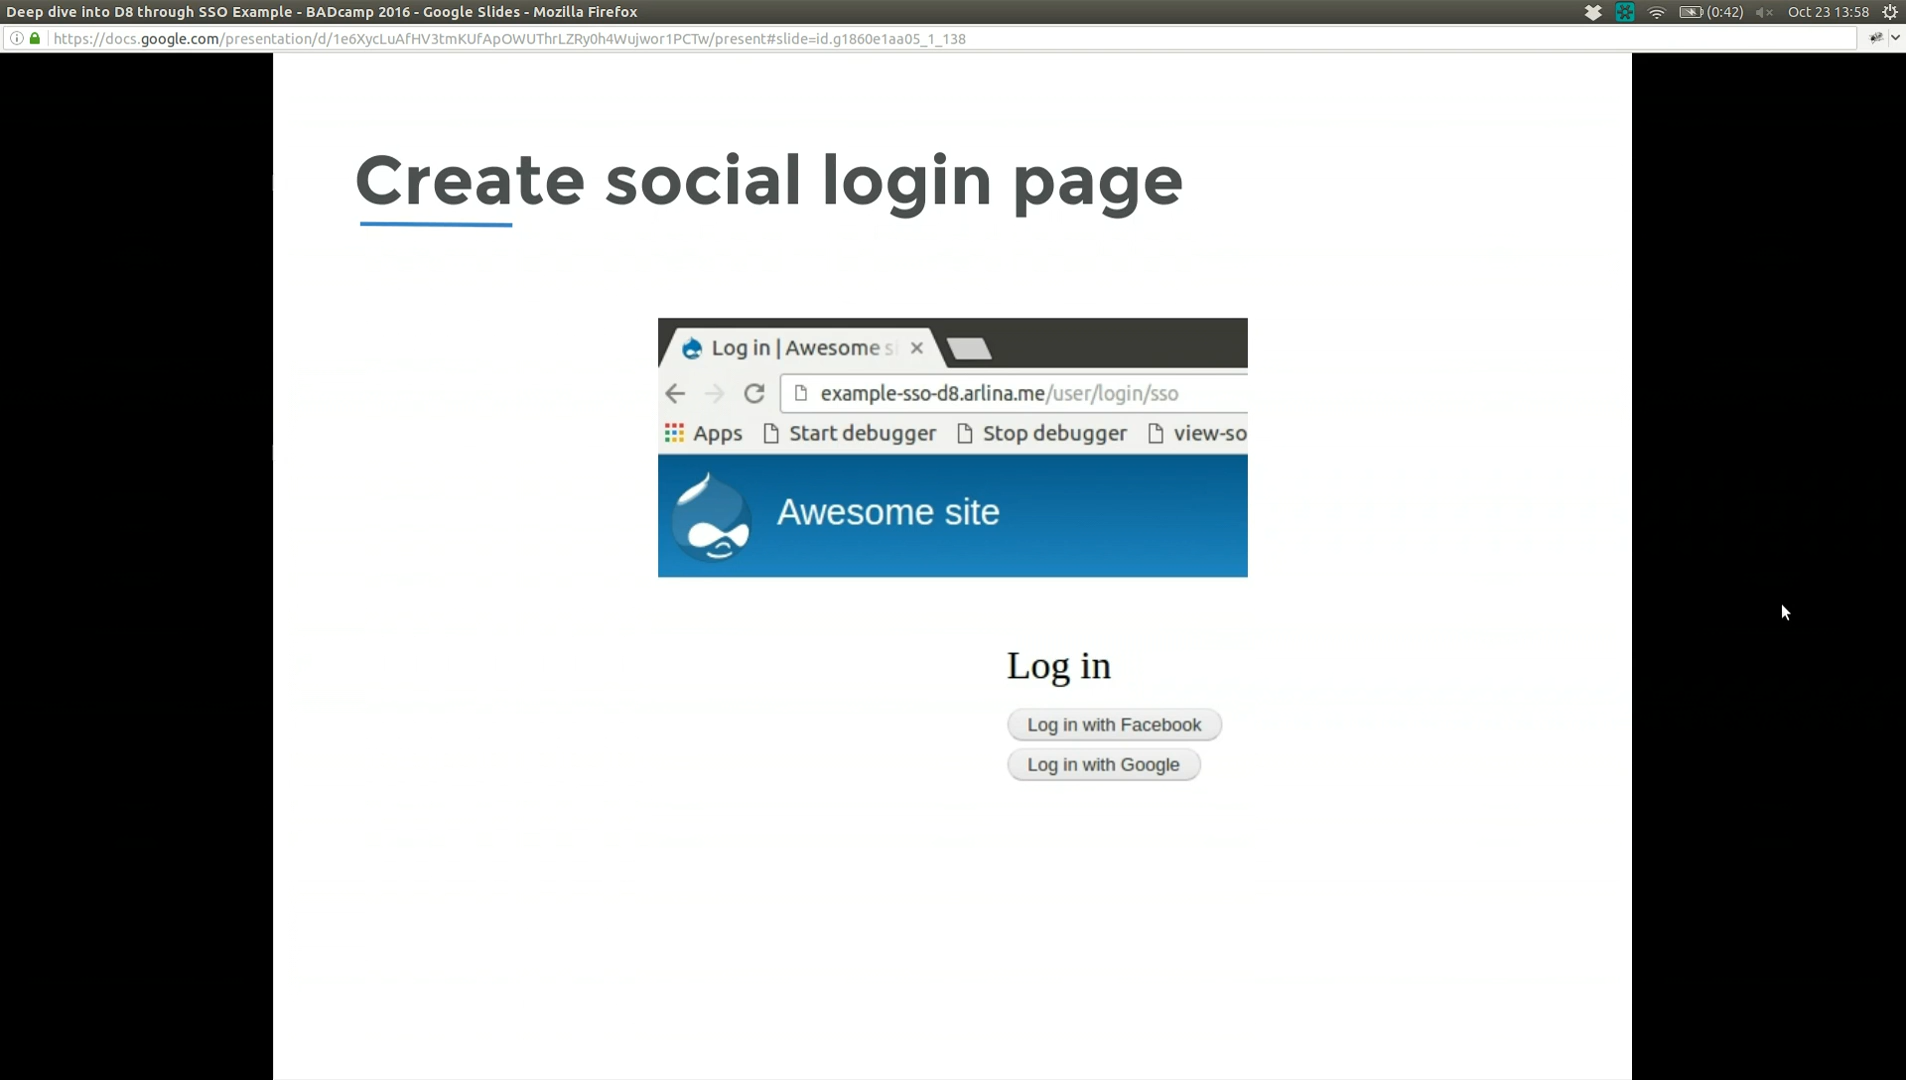 Deep dive into D8 through SSO Example - BADcamp 2016 - Google Slides - Mozilla Firefox
(0:42) Oct 23 13:58
https://docs.google.com/presentation/d/1e6XycLuAfHV3tmKUfApOWUThrLZRy0h4Wujwor1PCTw/present#slide=id.g1860e1aa05_1_138
Create social login page
Log in | Awesome s
example-sso-d8.arlina.me/user/login/sso
Apps Start debugger Stop debugger view-so
Awesome site
Log in
Log in with Facebook
Log in with Google